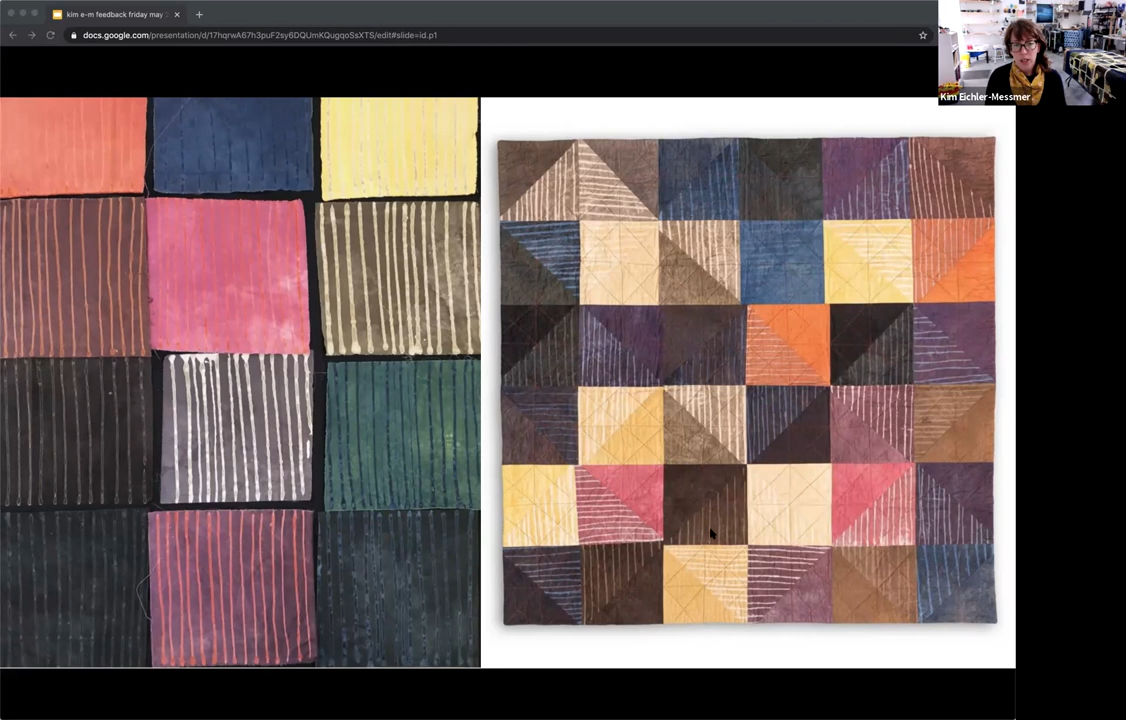 kim e-m feedback friday may
docs.google.com/presentation/d/17hqrwA67h3puF2sy6DQUmKQugqoSsXTS/edit#slide=id.p1
Kim Eichler-Messmer